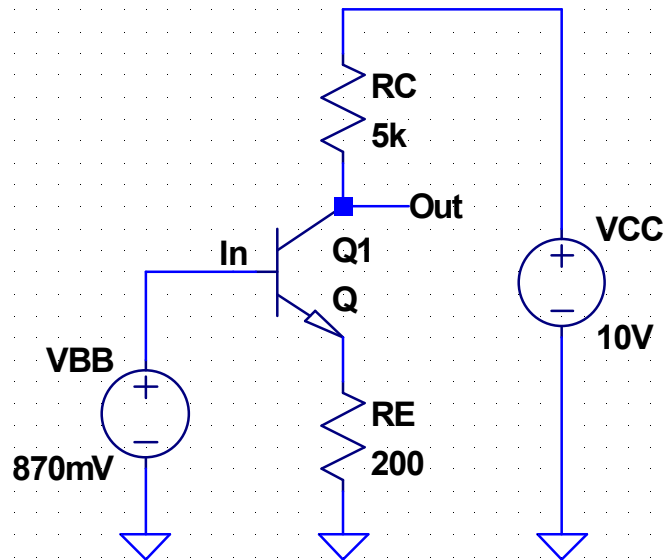 RC
5k
Out
In
Q1
Q
VCC
+
−
10V
VBB
+
−
870mV
RE
200